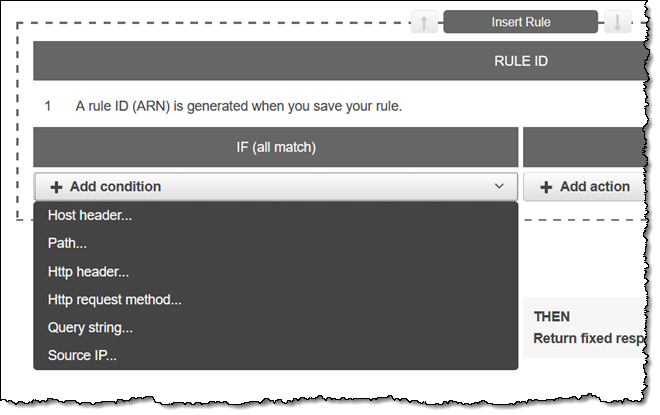 Insert Rule
RULE ID
1 A rule ID (ARN) is generated when you save your rule.
IF (all match)
Add condition
Add action
Host header...
Path...
Http header...
Http request method...
Query string...
Source IP...
THEN
Return fixed resp